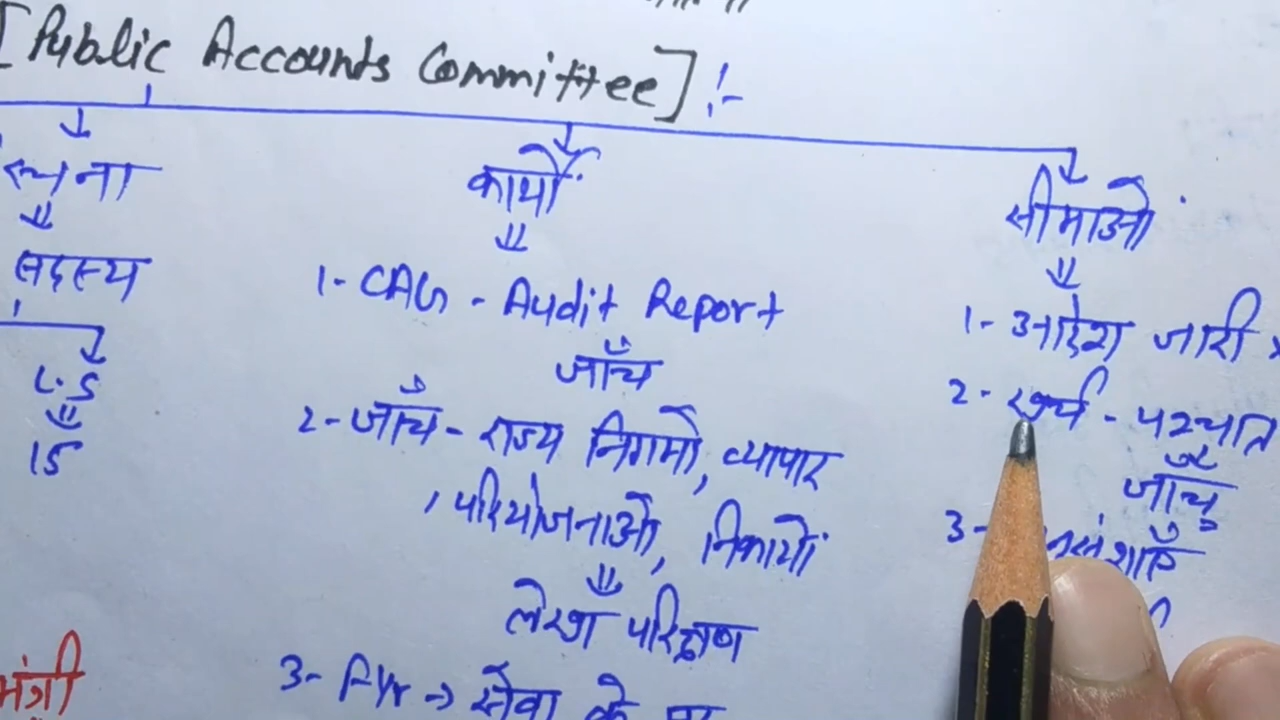 [Public Accounts Committee] :-
रचना
कार्यों
सीमाओं
सदस्य
L.S
15
1- CAG - Audit Report
जाँच
2- जाँच - राज्य निगमों, व्यापार
, परियोजनाओं, निकायों
लेखाँ परिक्षण
3- Fyr → सेवा के
1- आदेश जारी ×
2- खर्च - पश्चात
जाँच
3-
मंत्री